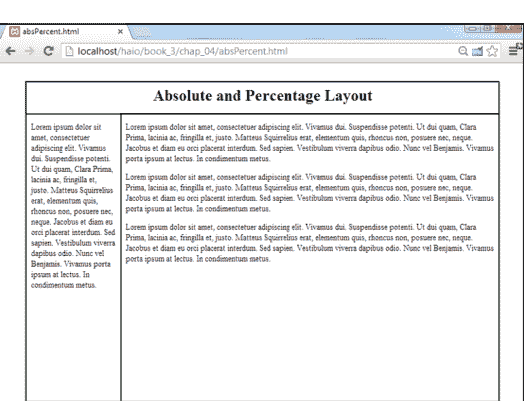 absPercent.html
localhost/haio/book_3/chap_04/absPercent.html
Absolute and Percentage Layout
Lorem ipsum dolor sit
amet, consectetuer
adipiscing elit. Vivamus
dui. Suspendisse potenti.
Ut dui quam, Clara Prima,
lacinia ac, fringilla et,
justo. Matteus Squirrelius
erat, elementum quis,
rhoncus non, posuere nec,
neque. Jacobus et diam eu
orci placerat interdum. Sed
sapien. Vestibulum viverra
dapibus odio. Nunc vel
Benjamis. Vivamus porta
ipsum at lectus. In
condimentum metus.
Lorem ipsum dolor sit amet, consectetuer adipiscing elit. Vivamus dui. Suspendisse potenti. Ut dui quam, Clara
Prima, lacinia ac, fringilla et, justo. Matteus Squirrelius erat, elementum quis, rhoncus non, posuere nec, neque.
Jacobus et diam eu orci placerat interdum. Sed sapien. Vestibulum viverra dapibus odio. Nunc vel Benjamis. Vivamus
porta ipsum at lectus. In condimentum metus.
Lorem ipsum dolor sit amet, consectetuer adipiscing elit. Vivamus dui. Suspendisse potenti. Ut dui quam, Clara
Prima, lacinia ac, fringilla et, justo. Matteus Squirrelius erat, elementum quis, rhoncus non, posuere nec, neque.
Jacobus et diam eu orci placerat interdum. Sed sapien. Vestibulum viverra dapibus odio. Nunc vel Benjamis. Vivamus
porta ipsum at lectus. In condimentum metus.
Lorem ipsum dolor sit amet, consectetuer adipiscing elit. Vivamus dui. Suspendisse potenti. Ut dui quam, Clara
Prima, lacinia ac, fringilla et, justo. Matteus Squirrelius erat, elementum quis, rhoncus non, posuere nec, neque.
Jacobus et diam eu orci placerat interdum. Sed sapien. Vestibulum viverra dapibus odio. Nunc vel Benjamis. Vivamus
porta ipsum at lectus. In condimentum metus.